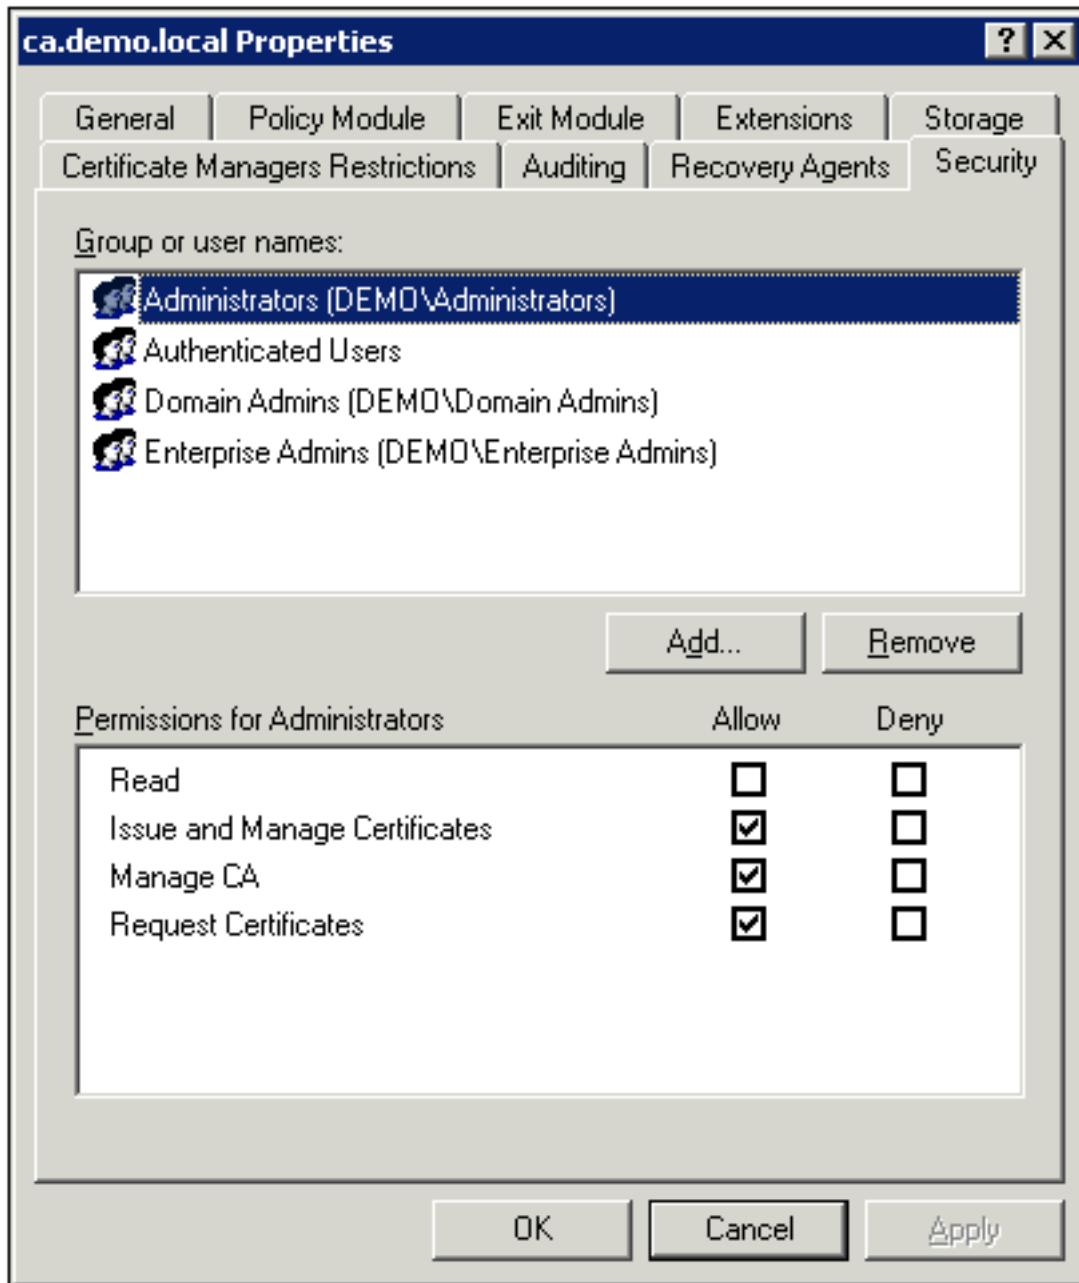 ca.demo.local Properties
General Policy Module Exit Module Extensions Storage
Certificate Managers Restrictions Auditing Recovery Agents Security
Group or user names:
Administrators (DEMO\Administrators)
Authenticated Users
Domain Admins (DEMO\Domain Admins)
Enterprise Admins (DEMO\Enterprise Admins)
Add... Remove
Permissions for Administrators Allow Deny
Read
Issue and Manage Certificates
Manage CA
Request Certificates
OK Cancel Apply